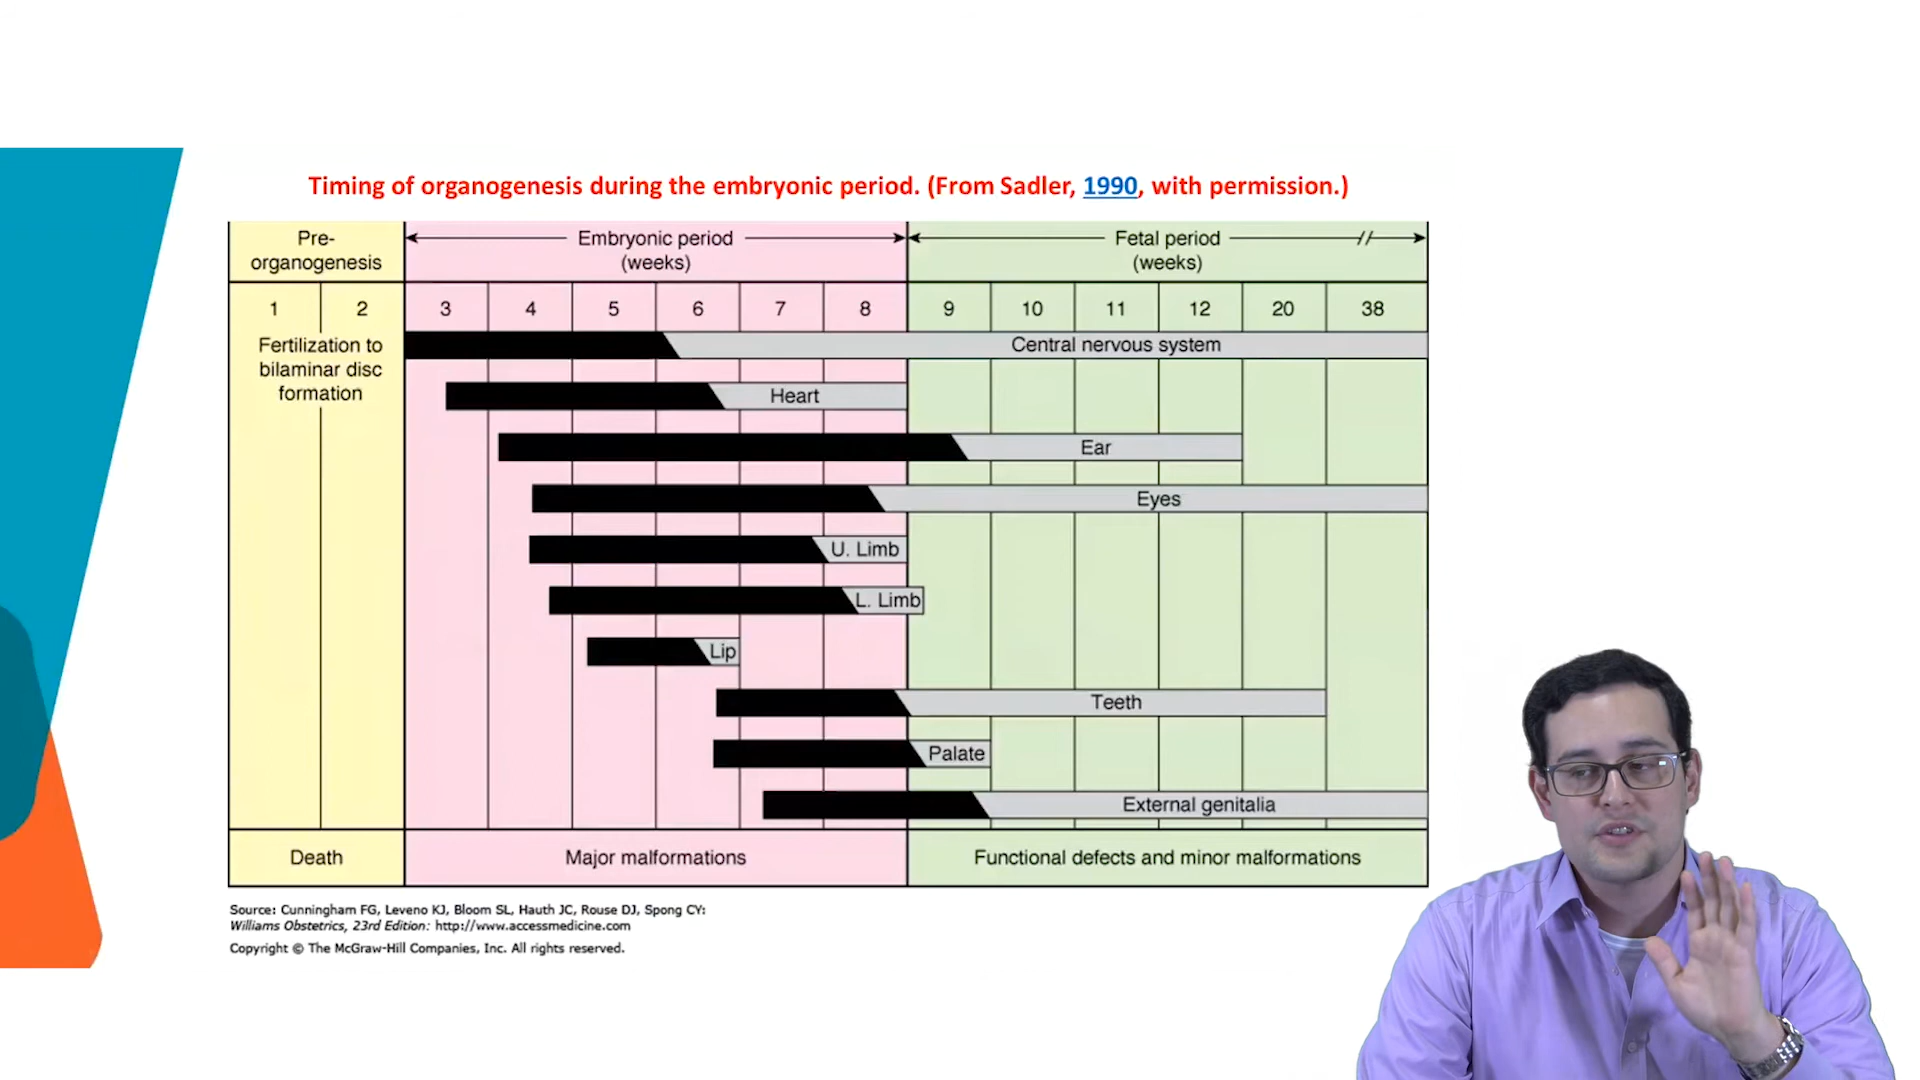 Timing of organogenesis during the embryonic period. (From Sadler, 1990, with permission.)
Pre-
organogenesis
Embryonic period
(weeks)
Fetal period
(weeks)
1 2 3 4 5 6 7 8 9 10 11 12 20 38
Fertilization to
bilaminar disc
formation
Central nervous system
Heart
Ear
Eyes
U. Limb
L. Limb
Lip
Teeth
Palate
External genitalia
Death
Major malformations
Functional defects and minor malformations
Source: Cunningham FG, Leveno KJ, Bloom SL, Hauth JC, Rouse DJ, Spong CY:
Williams Obstetrics, 23rd Edition: http://www.accessmedicine.com
Copyright © The McGraw-Hill Companies, Inc. All rights reserved.